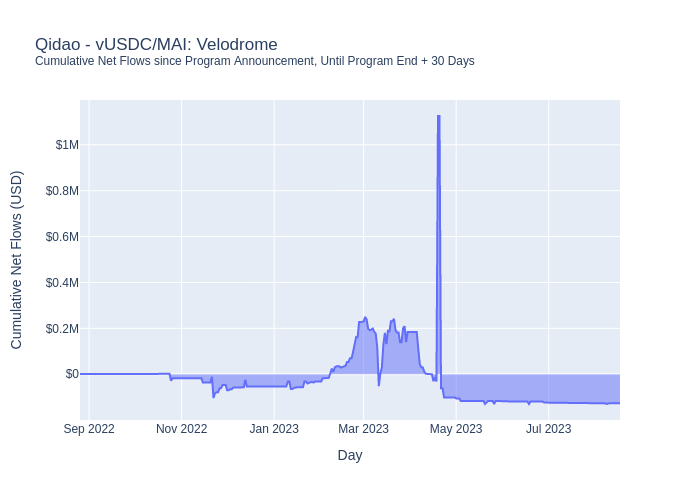 Qidao - vUSDC/MAI: Velodrome
Cumulative Net Flows since Program Announcement, Until Program End + 30 Days
Cumulative Net Flows (USD)
$1M
$0.8M
$0.6M
$0.4M
$0.2M
$0
Sep 2022 Nov 2022 Jan 2023 Mar 2023 May 2023 Jul 2023
Day